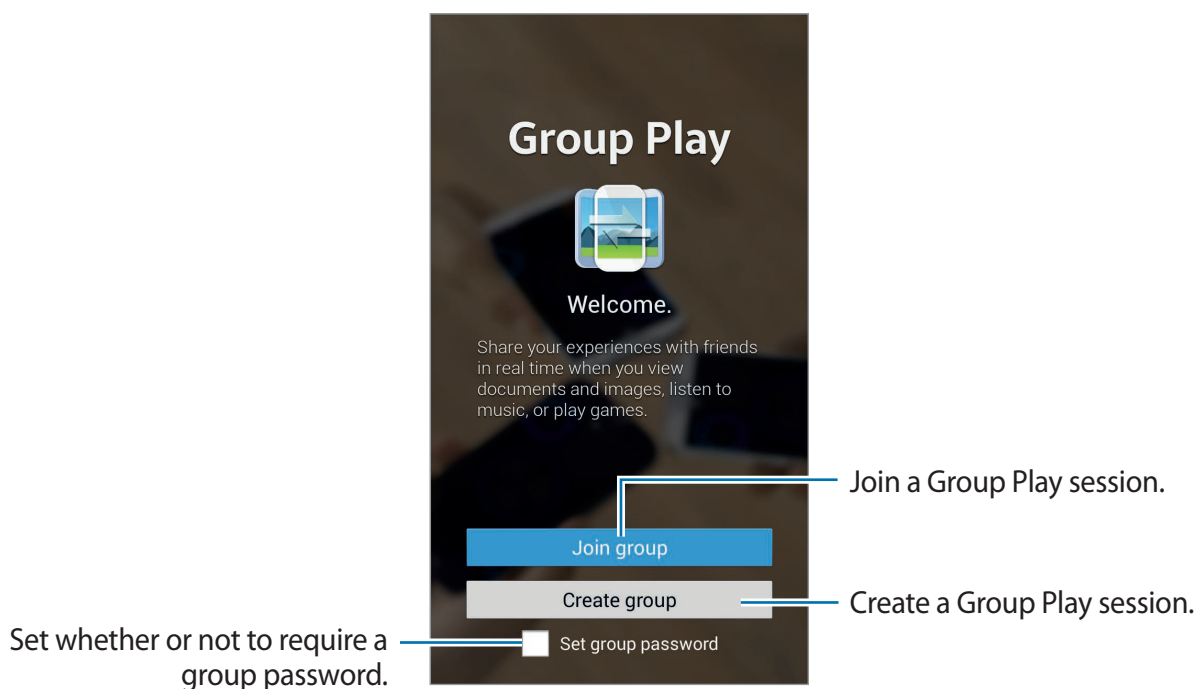 Group Play
Welcome.
Share your experiences with friends
in real time when you view
documents and images, listen to
music, or play games.
Join a Group Play session.
Join group
Create group
Create a Group Play session.
Set whether or not to require a
group password.
Set group password